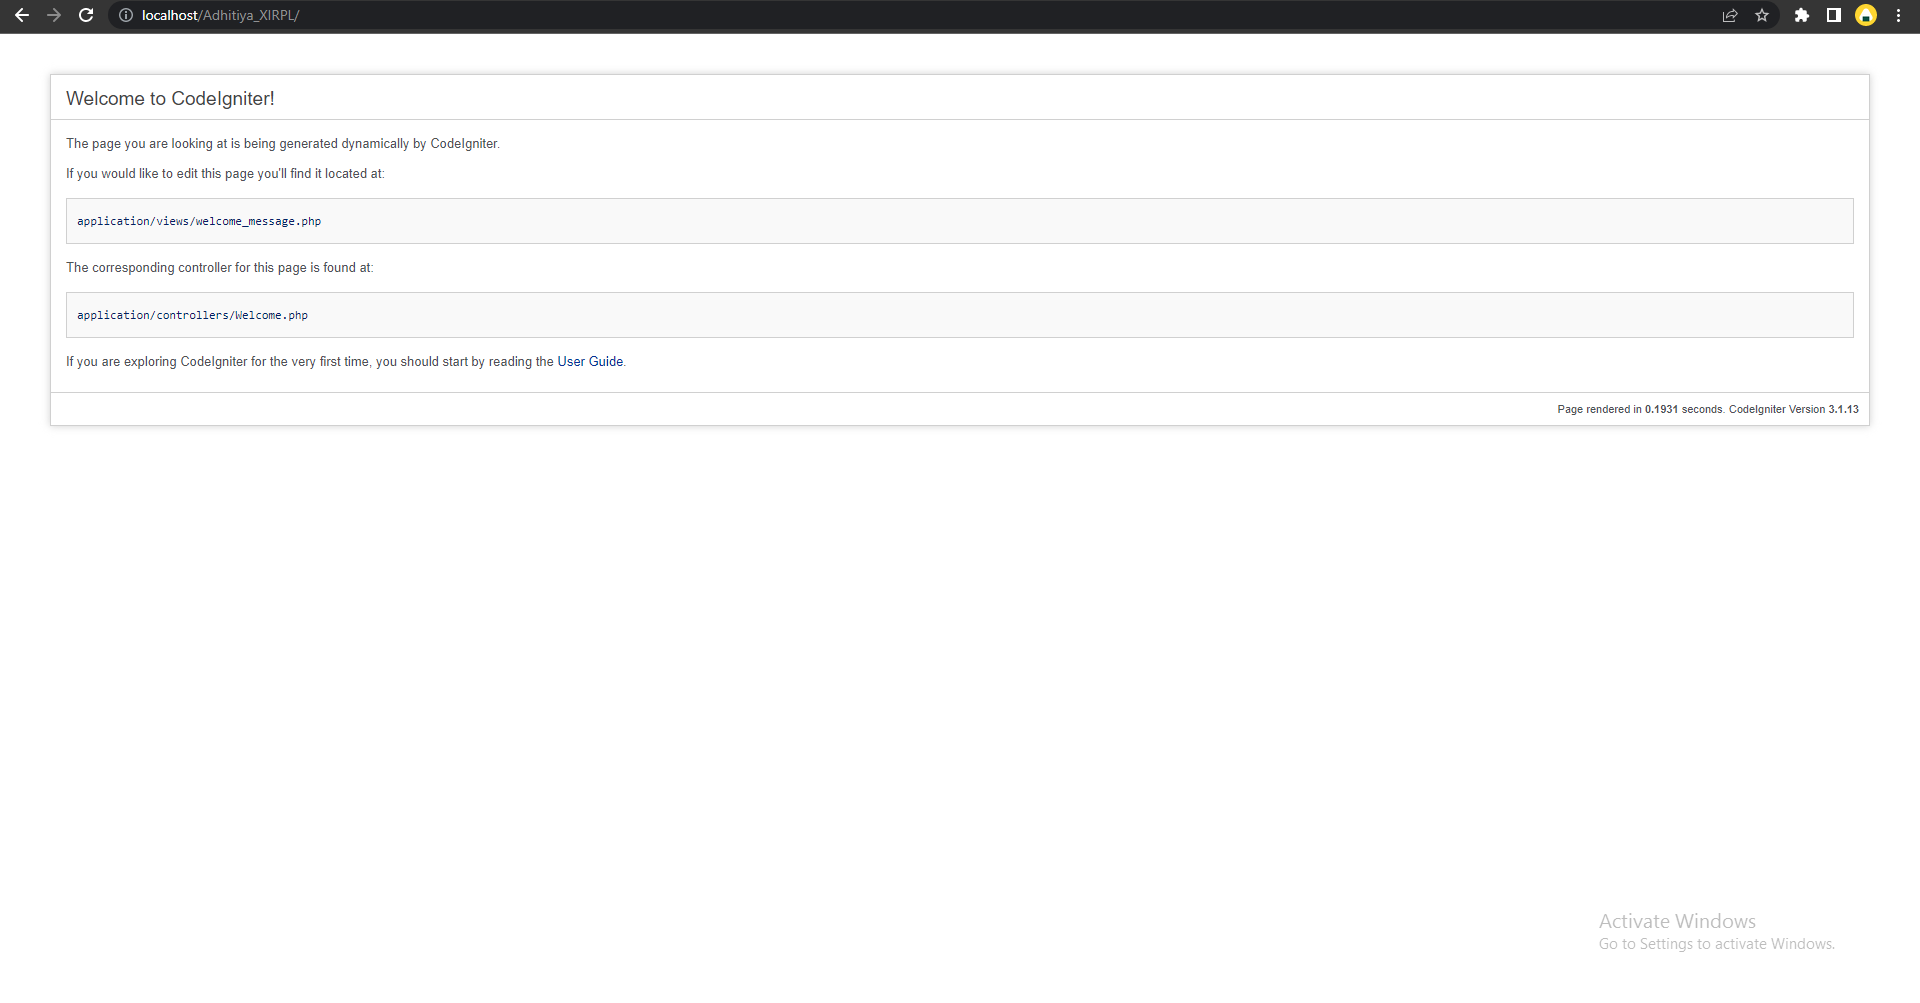 localhost/Adhitiya_XIRPL/
Welcome to CodeIgniter!
The page you are looking at is being generated dynamically by CodeIgniter.
If you would like to edit this page you'll find it located at:
application/views/welcome_message.php
The corresponding controller for this page is found at:
application/controllers/Welcome.php
If you are exploring CodeIgniter for the very first time, you should start by reading the User Guide.
Page rendered in 0.1931 seconds. CodeIgniter Version 3.1.13
Activate Windows
Go to Settings to activate Windows.